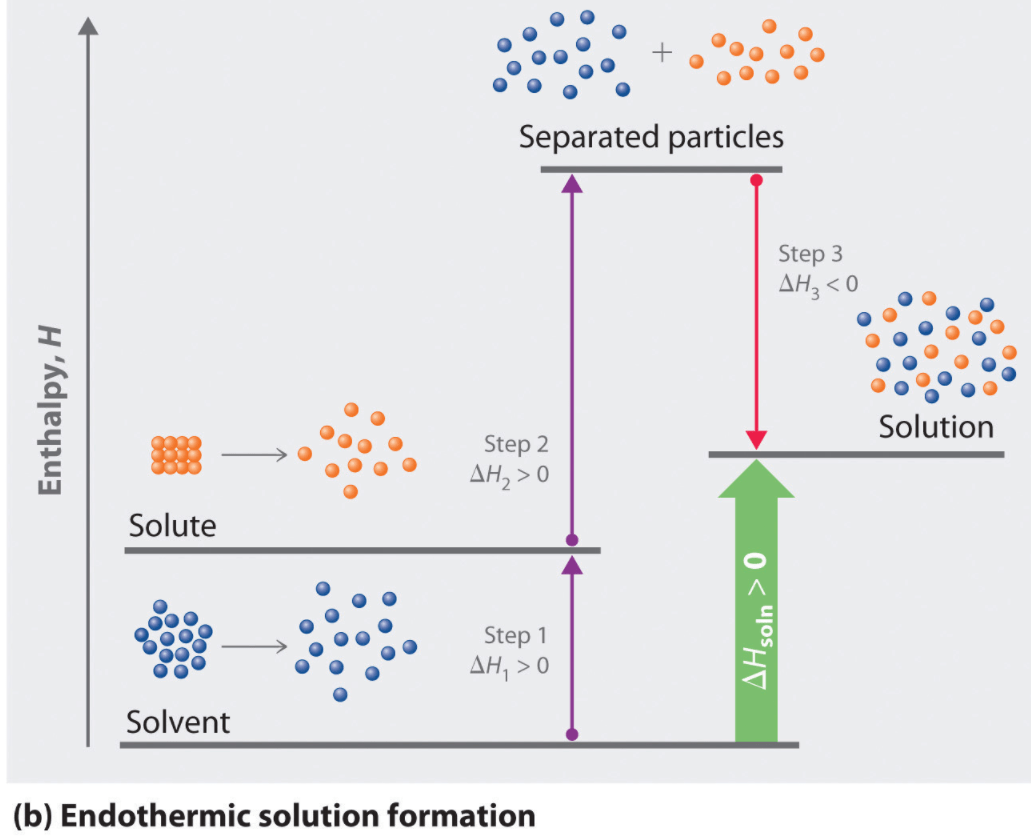 +
Separated particles
Step 3
ΔH₃ < 0
Solution
Enthalpy, H
Step 2
ΔH₂ > 0
Solute
Step 1
ΔH₁ > 0
Solvent
ΔHsoln > 0
(b) Endothermic solution formation